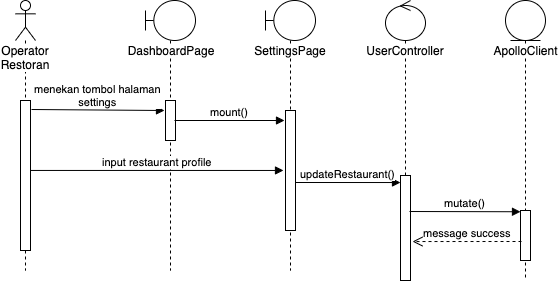 Operator
Restoran
DashboardPage
SettingsPage
UserController
ApolloClient
menekan tombol halaman
settings
mount()
input restaurant profile
updateRestaurant()
mutate()
message success